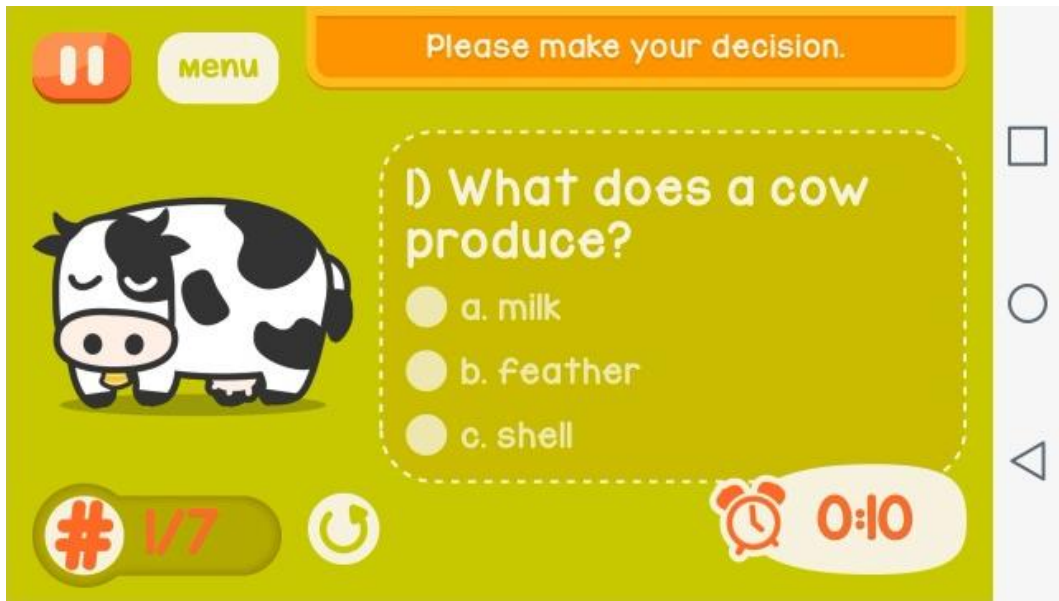 Menu
Please make your decision.
1) What does a cow
produce?
a. milk
b. feather
c. shell
# 1/7
0:10